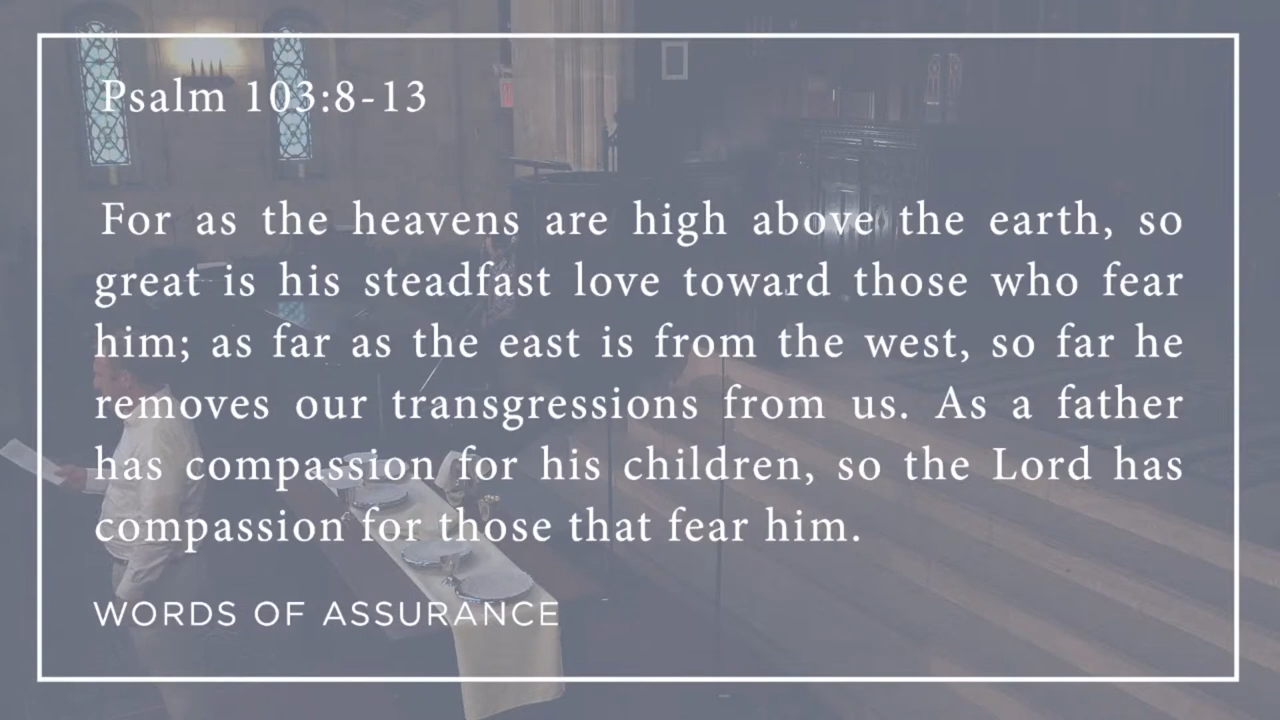 Psalm 103:8-13
For as the heavens are high above the earth, so
great is his steadfast love toward those who fear
him; as far as the east is from the west, so far he
removes our transgressions from us. As a father
has compassion for his children, so the Lord has
compassion for those that fear him.
WORDS OF ASSURANCE